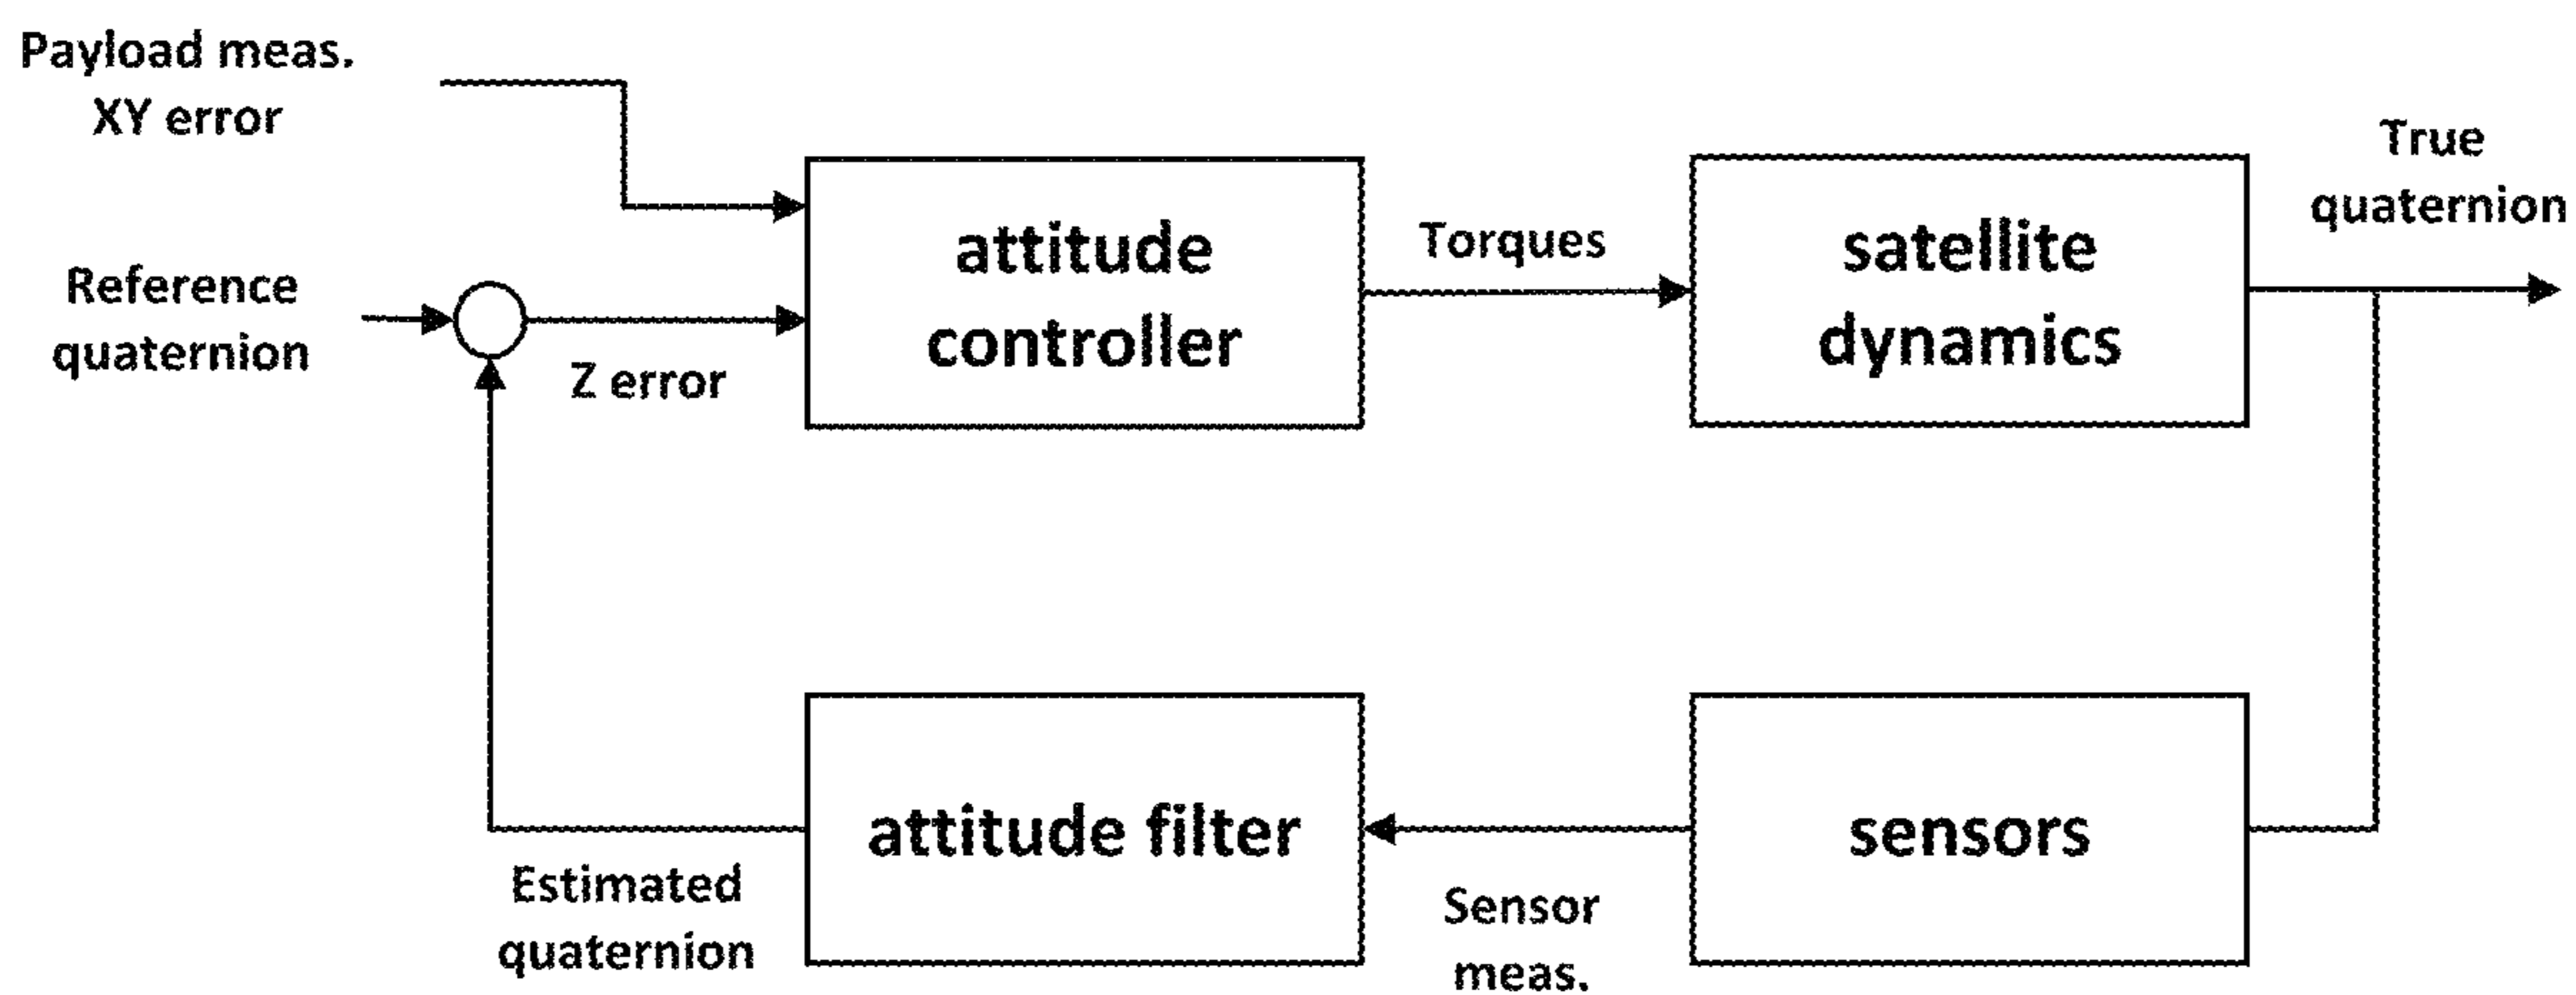 Payload meas.
XY error
Reference
quaternion
Z error
attitude
controller
Torques
satellite
dynamics
True
quaternion
Estimated
quaternion
attitude filter
Sensor
meas.
sensors